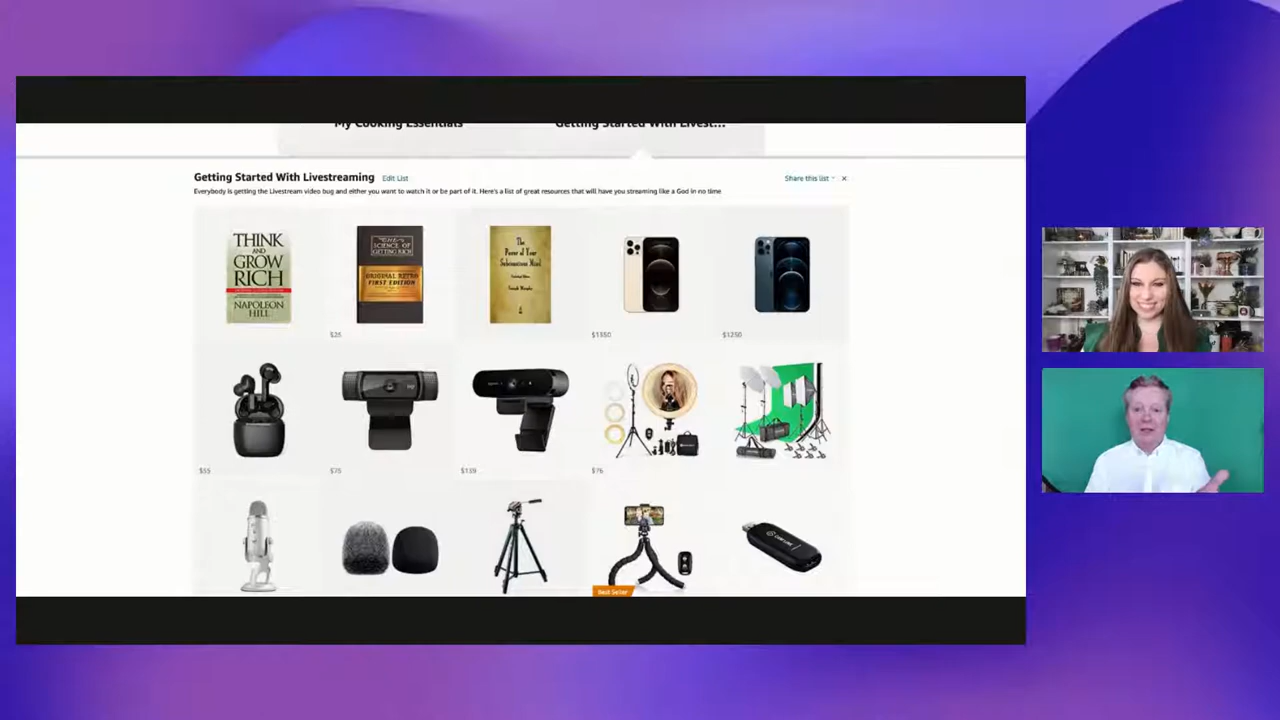 My Cooking Essentials
Getting Started With Livest...
Getting Started With Livestreaming Edit List
Share this list
Everybody is getting the Livestream video bug and either you want to watch it or be part of it. Here's a list of great resources that will have you streaming like a God in no time
THINK
AND
GROW
RICH
NAPOLEON
HILL
THE
SCIENCE OF
GETTING RICH
ORIGINAL RETRO
FIRST EDITION
The
Power of Your
Subconscious Mind
Joseph Murphy
$25
$1550
$1250
$55
$75
$139
$76
CAM LINK
Best Seller